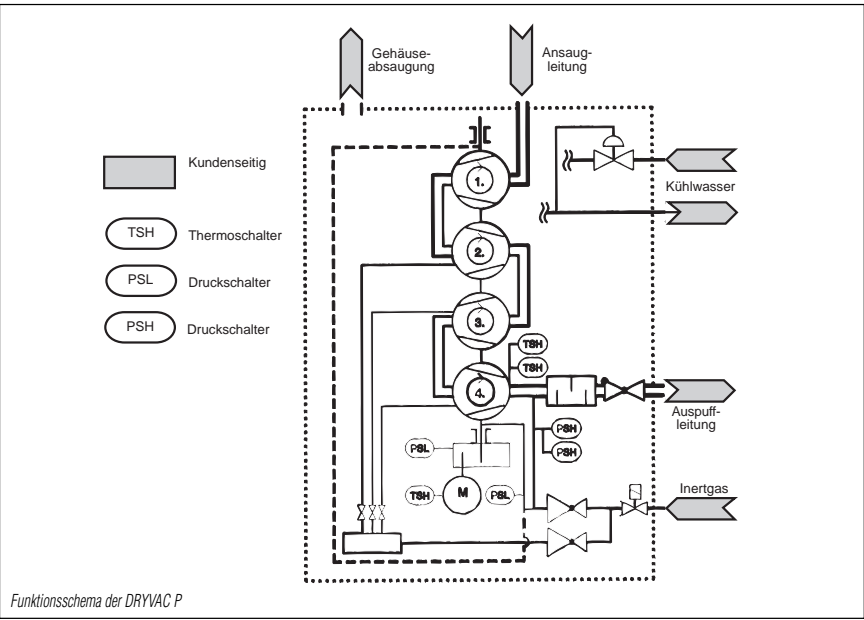 Gehäuse-
absaugung
Ansaug-
leitung
Kundenseitig
TSH Thermoschalter
PSL Druckschalter
PSH Druckschalter
1.
2.
3.
4.
Kühlwasser
TSH
TSH
Auspuff-
leitung
PSH
PSH
PSL
TSH
M
PSL
Inertgas
Funktionsschema der DRYVAC P